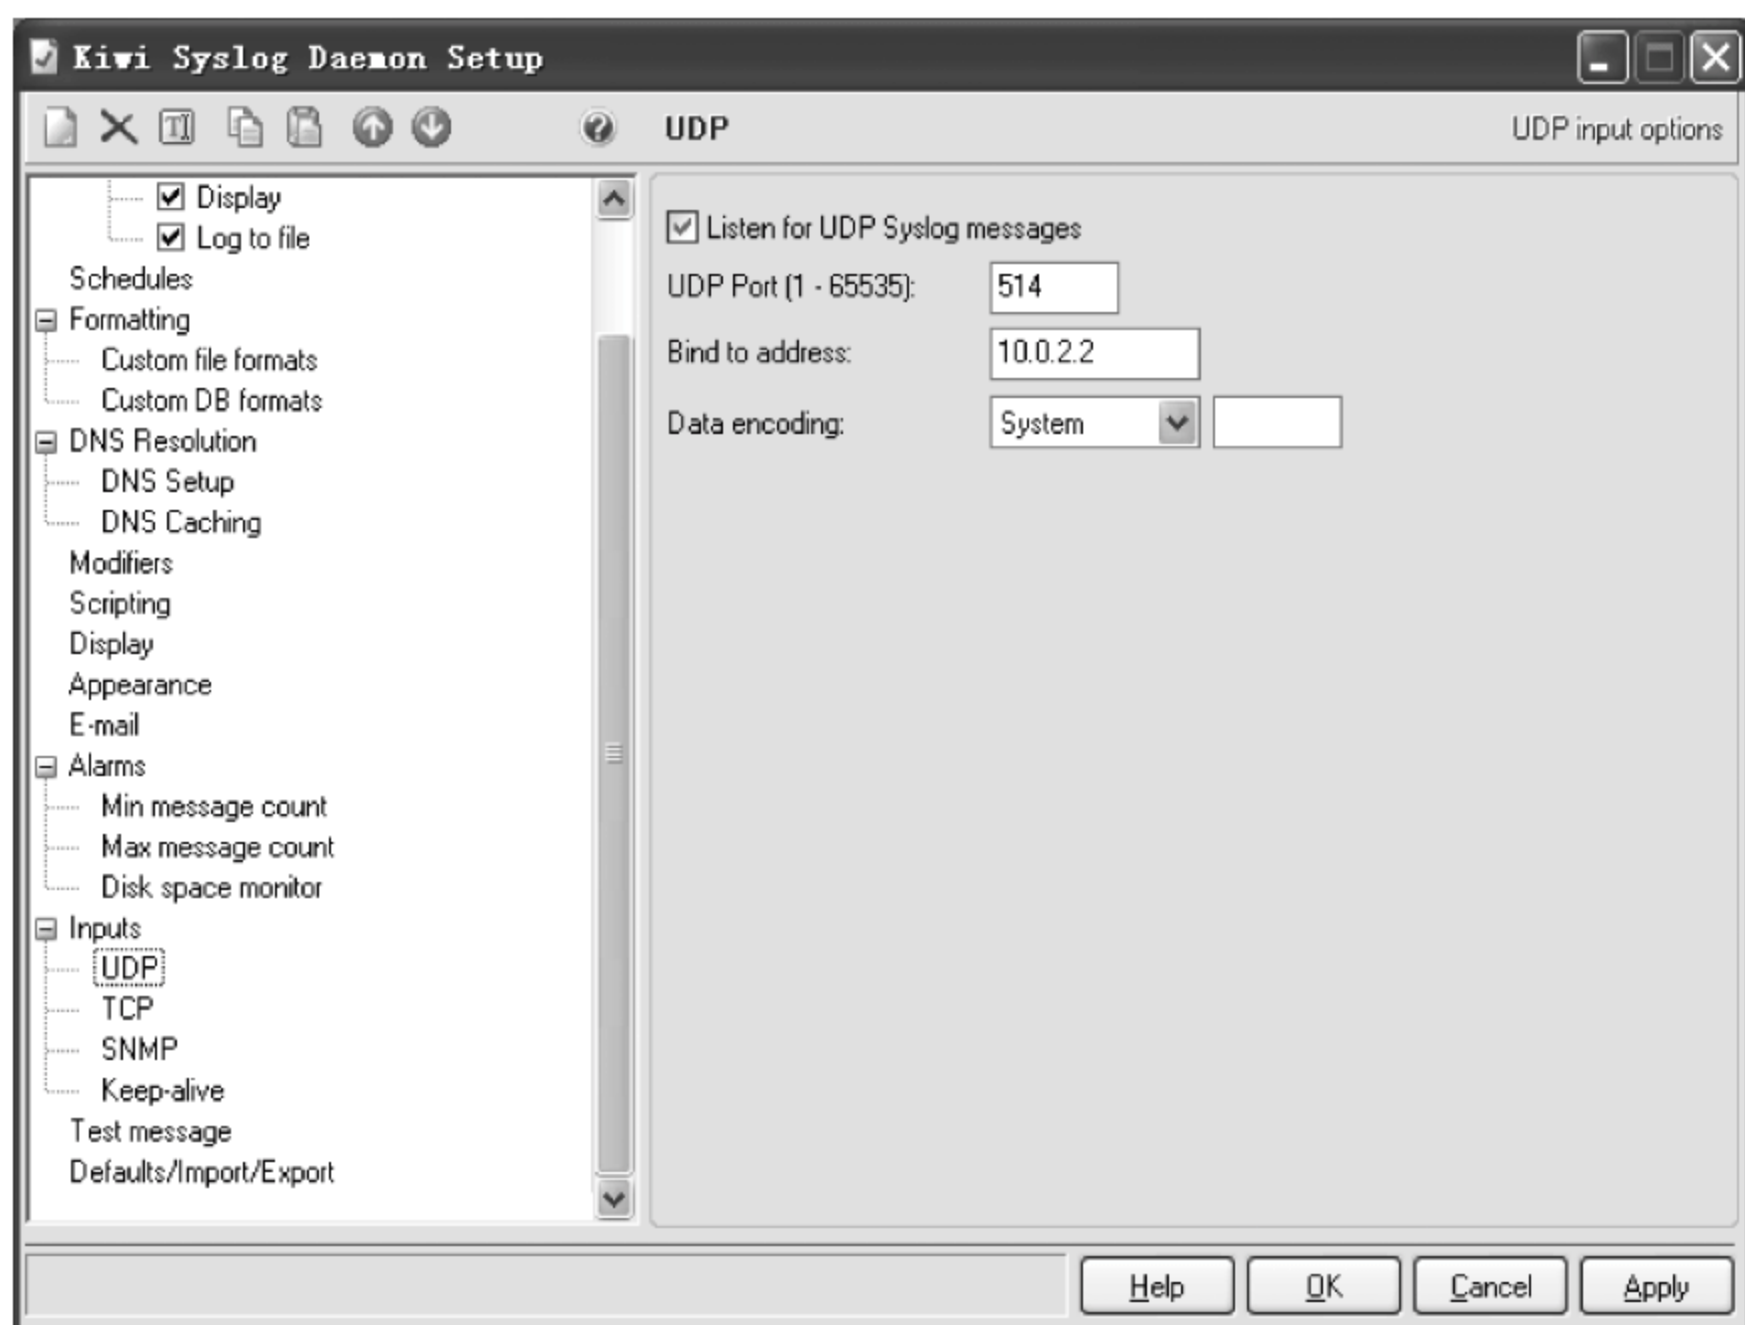 Kiwi Syslog Daemon Setup
UDP
UDP input options
Display
Log to file
Schedules
Formatting
Custom file formats
Custom DB formats
DNS Resolution
DNS Setup
DNS Caching
Modifiers
Scripting
Display
Appearance
E-mail
Alarms
Min message count
Max message count
Disk space monitor
Inputs
UDP
TCP
SNMP
Keep-alive
Test message
Defaults/Import/Export
Listen for UDP Syslog messages
UDP Port (1 - 65535): 514
Bind to address: 10.0.2.2
Data encoding: System
Help OK Cancel Apply